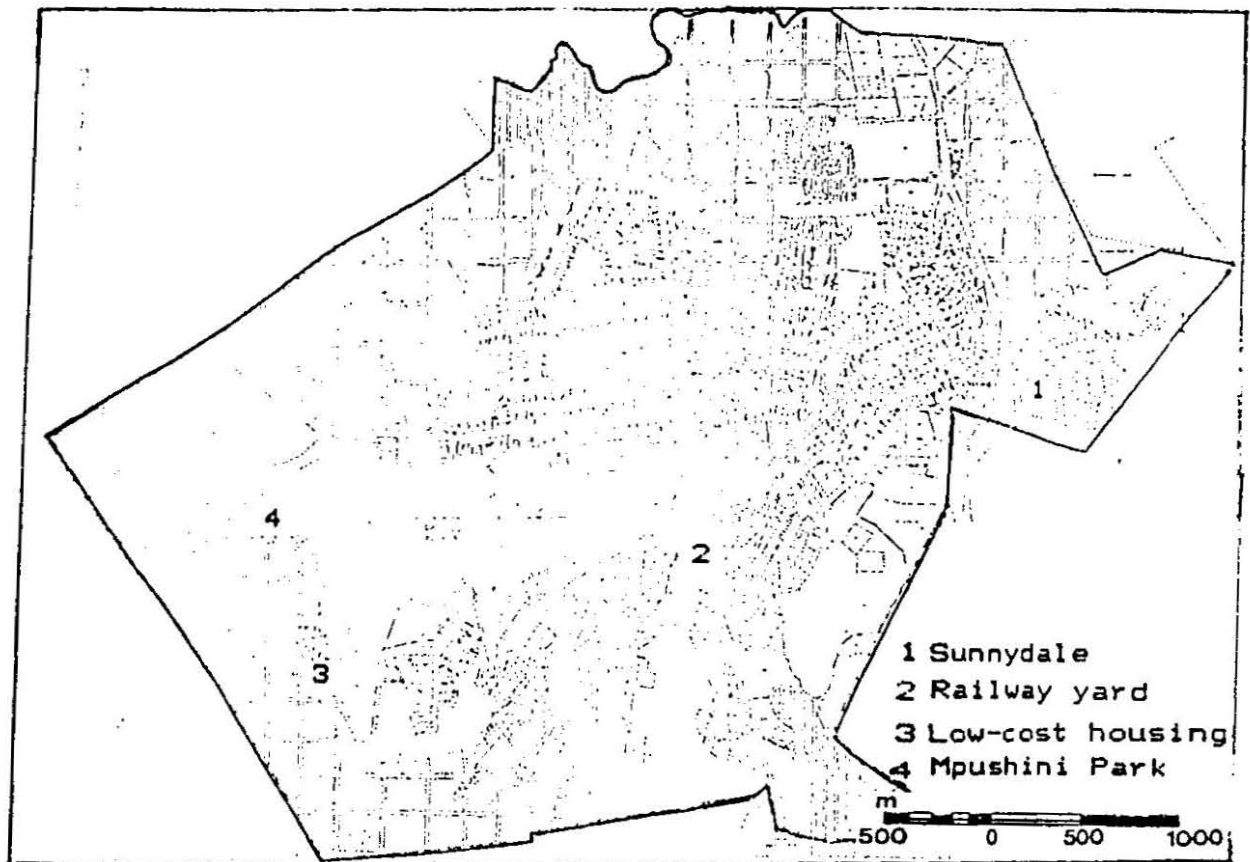 1
4
2
3
1 Sunnydale
2 Railway yard
3 Low-cost housing
4 Mpushini Park
m
500 0 500 1000